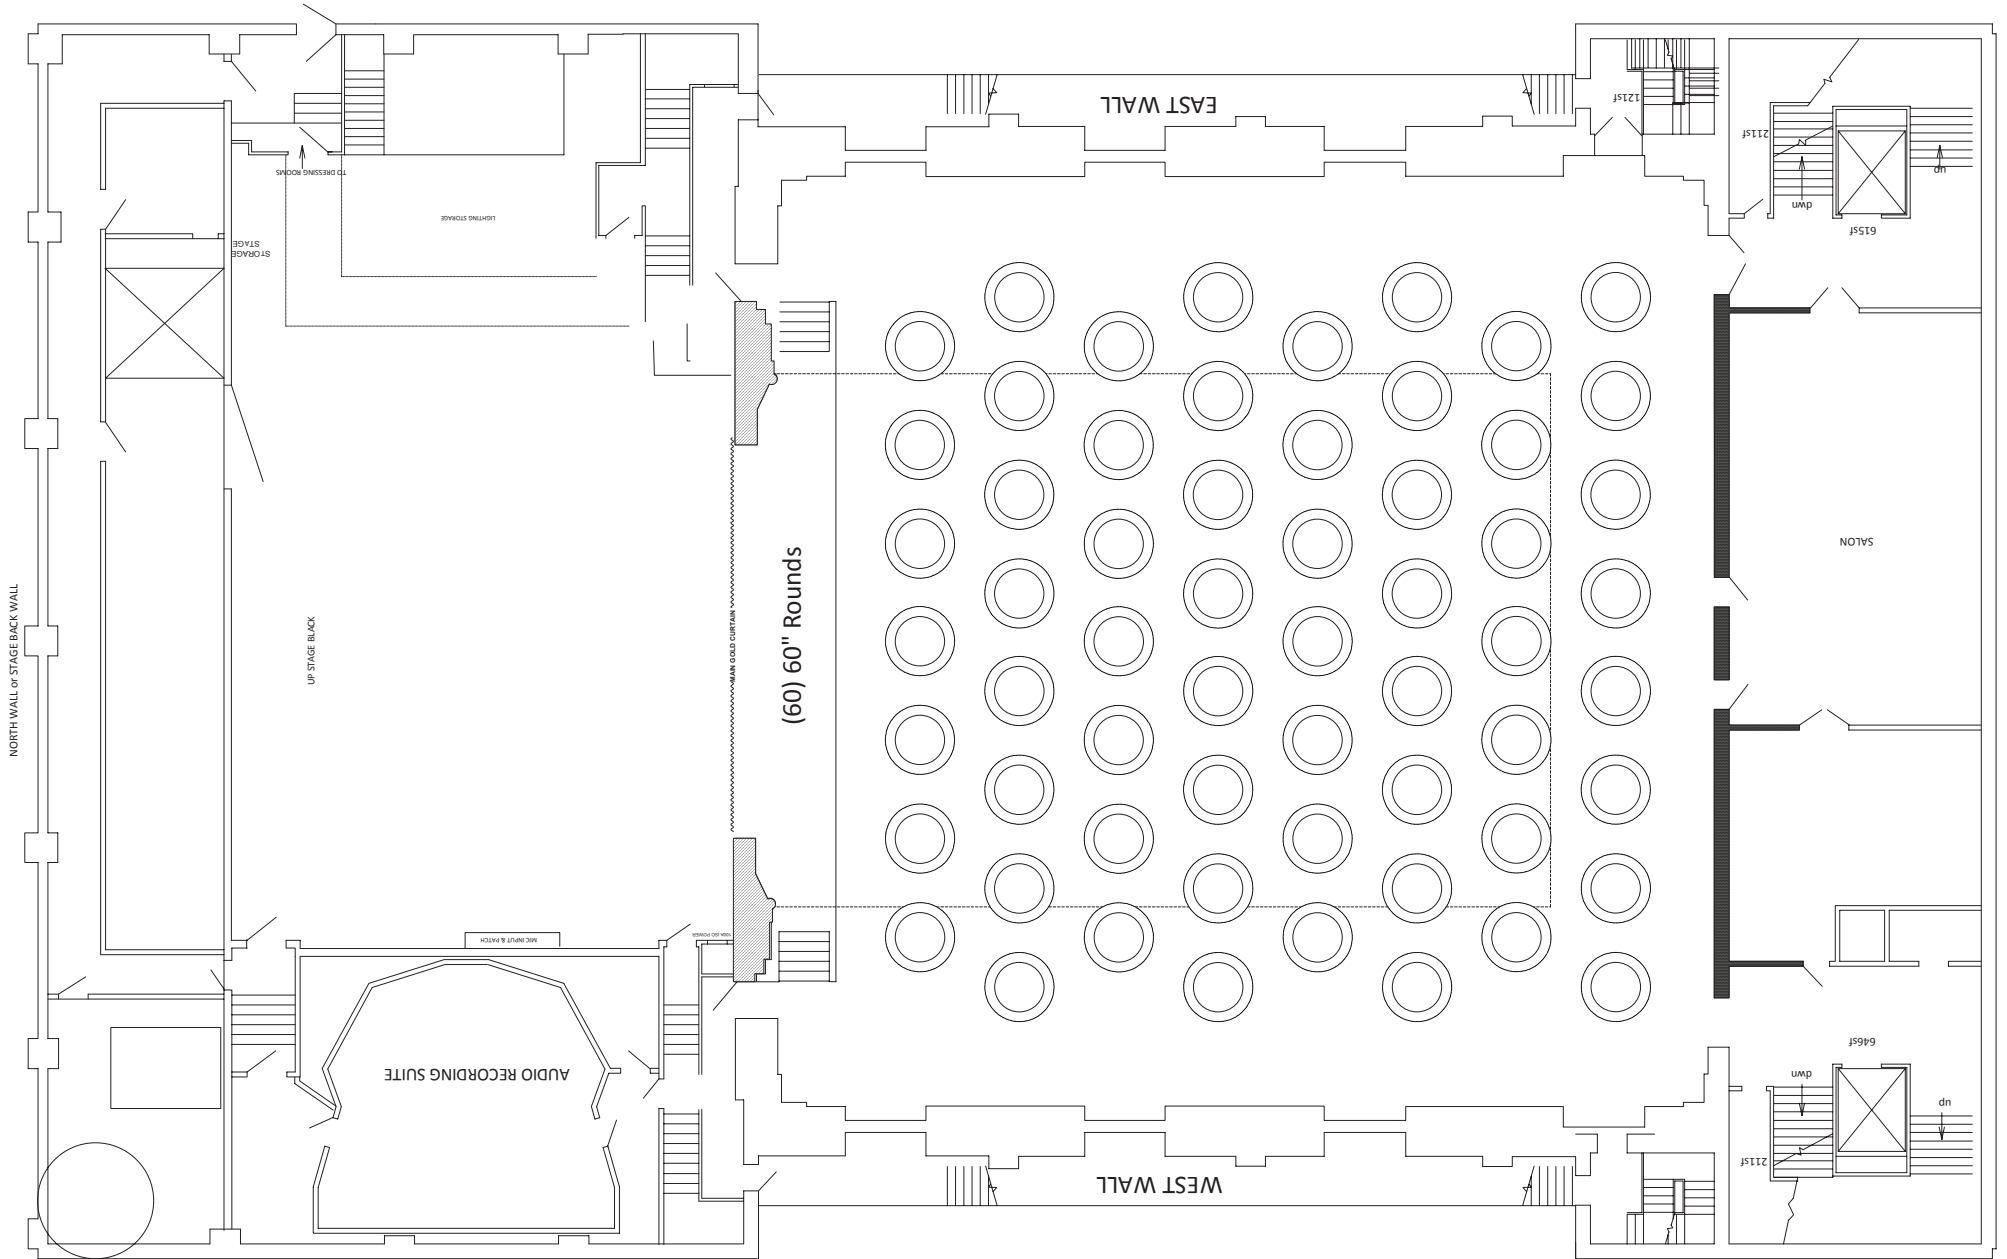 EAST WALL
121sf
211sf
up
dwn
615sf
TO DRESSING ROOMS
LIGHTING STORAGE
STAGE
STORAGE
SALON
NORTH WALL or STAGE BACK WALL
UP STAGE BLACK
MAIN GOLD CURTAIN
(60) 60" Rounds
MIC INPUT & PATCH
100A ISO POWER
AUDIO RECORDING SUITE
646sf
dwn
up
211sf
WEST WALL